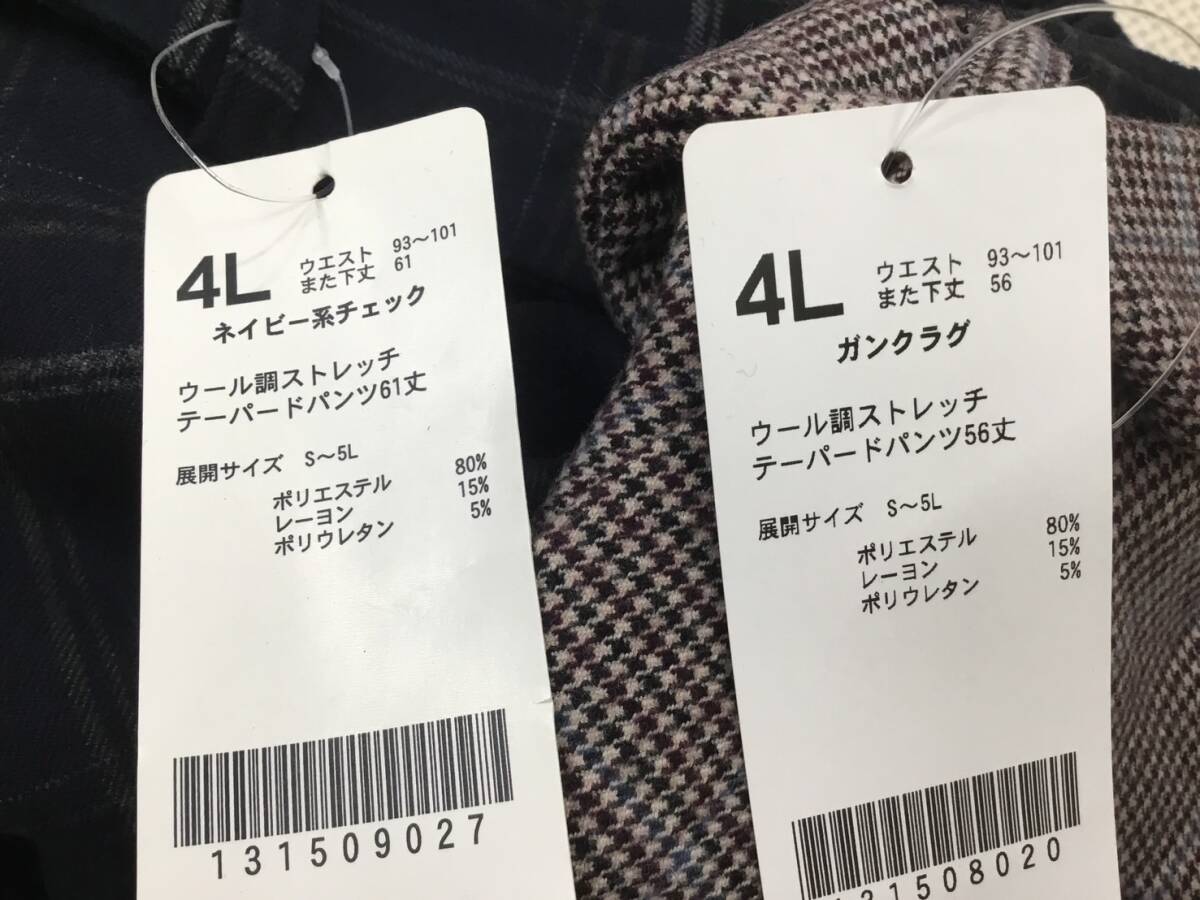 4L ウエスト 93～101
また下丈 61
ネイビー系チェック
ウール調ストレッチ
テーパードパンツ61丈
展開サイズ S～5L
ポリエステル 80%
レーヨン 15%
ポリウレタン 5%
131509027
4L ウエスト 93～101
また下丈 56
ガンクラグ
ウール調ストレッチ
テーパードパンツ56丈
展開サイズ S～5L
ポリエステル 80%
レーヨン 15%
ポリウレタン 5%
131508020